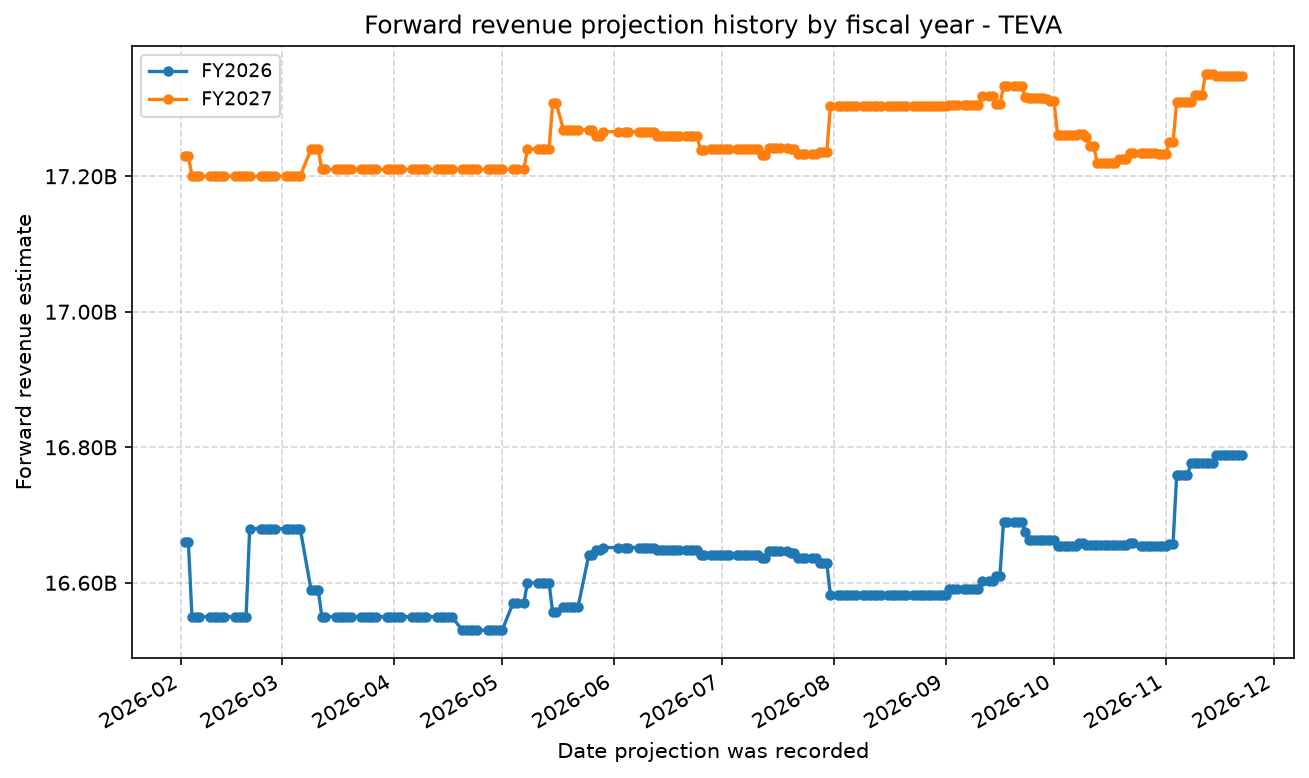 Forward revenue projection history by fiscal year - TEVA
FY2026
FY2027
Forward revenue estimate
17.20B
17.00B
16.80B
16.60B
2026-02
2026-03
2026-04
2026-05
2026-06
2026-07
2026-08
2026-09
2026-10
2026-11
2026-12
Date projection was recorded